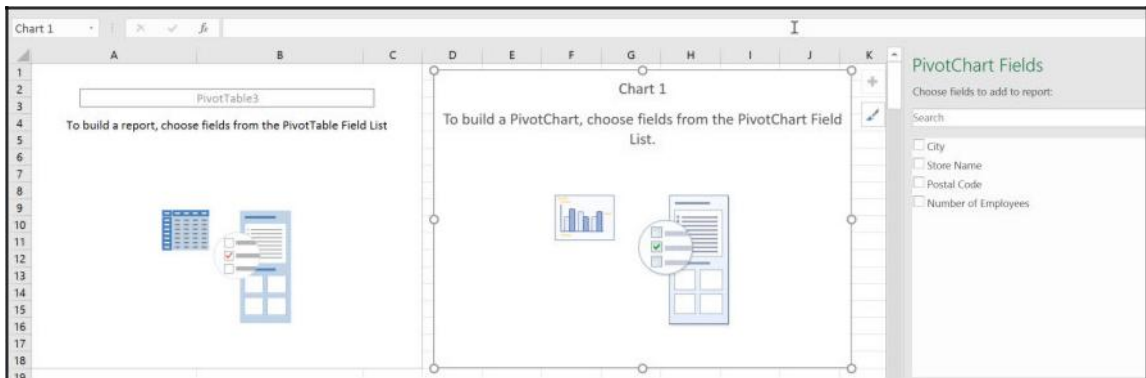 Chart 1
fx
A B C D E F G H I J K
1
2
3
4
5
6
7
8
9
10
11
12
13
14
15
16
17
18
19
PivotTable3
To build a report, choose fields from the PivotTable Field List
Chart 1
To build a PivotChart, choose fields from the PivotChart Field
List.
PivotChart Fields
Choose fields to add to report:
Search
City
Store Name
Postal Code
Number of Employees